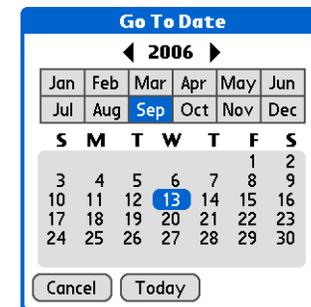 Go To Date
2006
Jan Feb Mar Apr May Jun
Jul Aug Sep Oct Nov Dec
S M T W T F S
1 2
3 4 5 6 7 8 9
10 11 12 13 14 15 16
17 18 19 20 21 22 23
24 25 26 27 28 29 30
Cancel Today